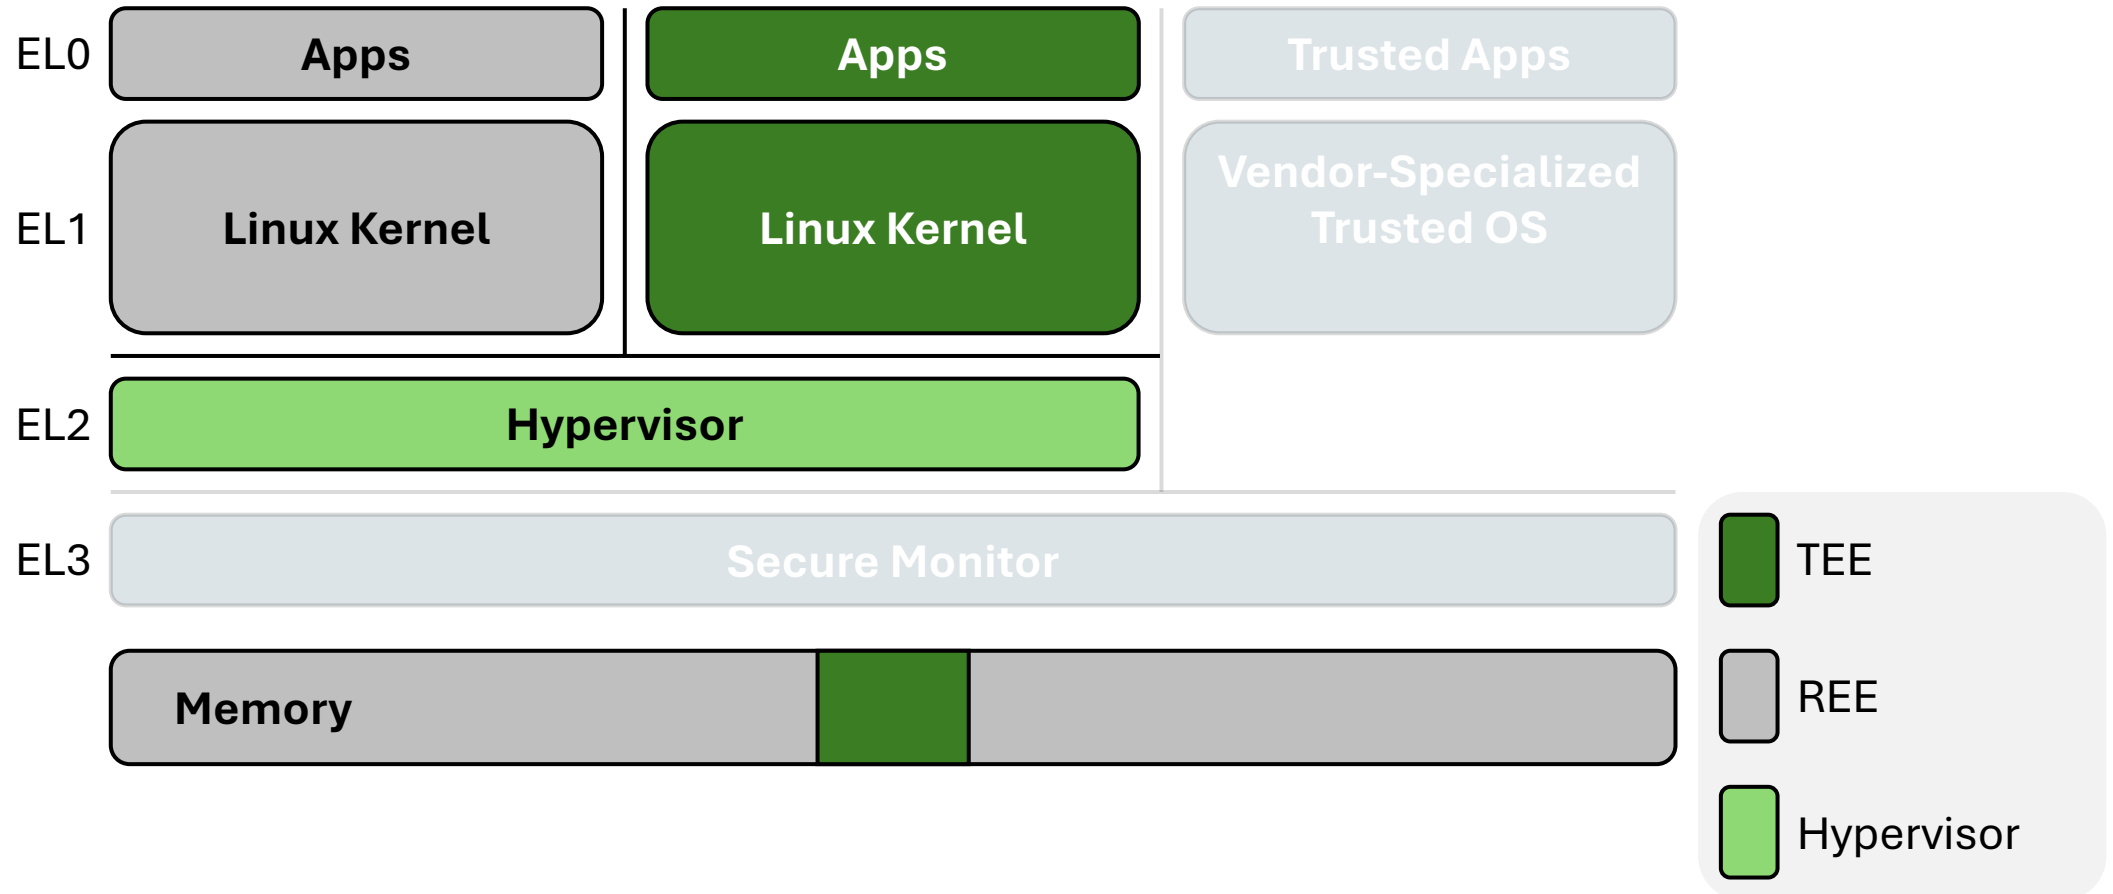 EL0
Apps
Apps
Trusted Apps
EL1
Linux Kernel
Linux Kernel
Vendor-Specialized
Trusted OS
EL2
Hypervisor
EL3
Secure Monitor
Memory
TEE
REE
Hypervisor